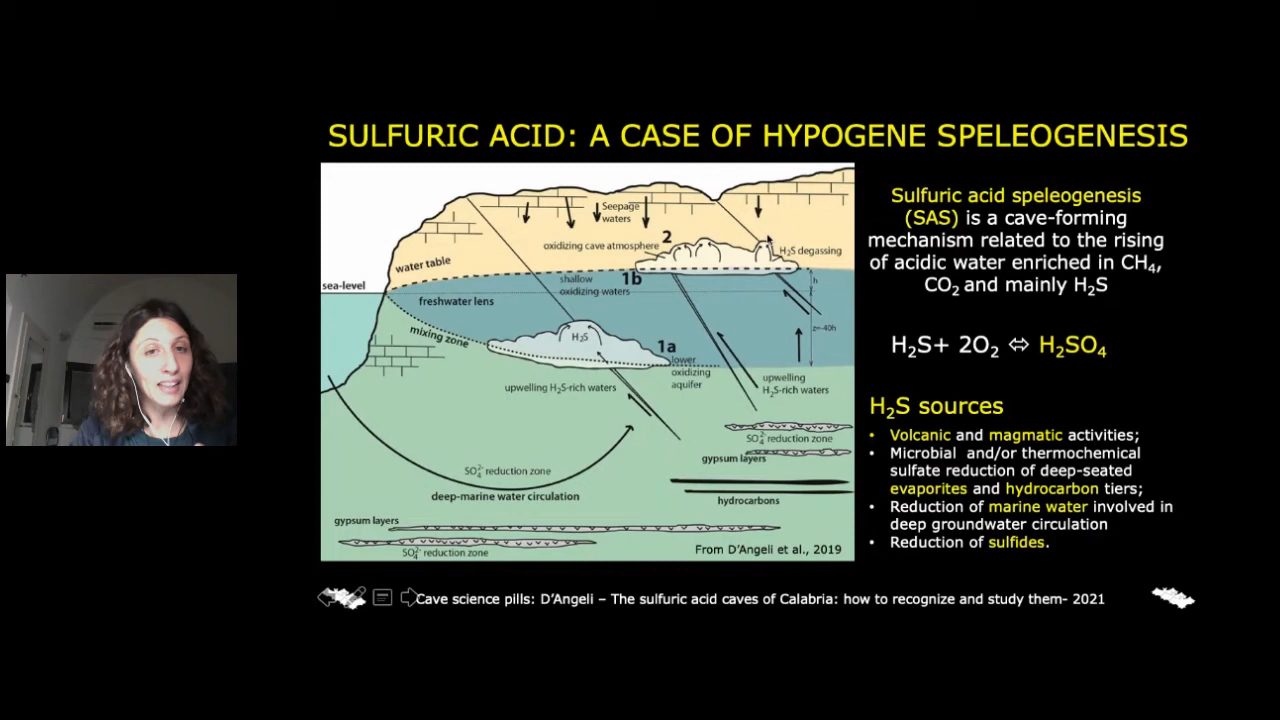 SULFURIC ACID: A CASE OF HYPOGENE SPELEOGENESIS
Seepage
waters
oxidizing cave atmosphere
2
H₂S degassing
water table
sea-level
shallow
oxidizing waters
1b
h
freshwater lens
mixing zone
H₂S
z=-40h
1a
lower
oxidizing
aquifer
upwelling H₂S-rich waters
upwelling
H₂S-rich waters
SO₄²⁻ reduction zone
gypsum layers
SO₄²⁻ reduction zone
deep-marine water circulation
hydrocarbons
gypsum layers
SO₄²⁻ reduction zone
From D’Angeli et al., 2019
Sulfuric acid speleogenesis
(SAS) is a cave-forming
mechanism related to the rising
of acidic water enriched in CH₄,
CO₂ and mainly H₂S
H₂S+ 2O₂ ⇔ H₂SO₄
H₂S sources
• Volcanic and magmatic activities;
• Microbial and/or thermochemical
sulfate reduction of deep-seated
evaporites and hydrocarbon tiers;
• Reduction of marine water involved in
deep groundwater circulation
• Reduction of sulfides.
Cave science pills: D’Angeli – The sulfuric acid caves of Calabria: how to recognize and study them- 2021